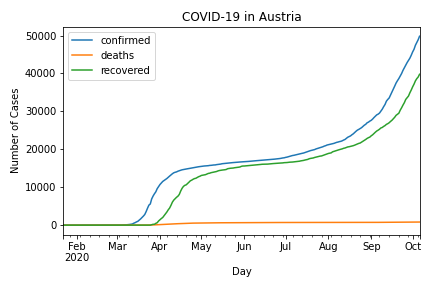 COVID-19 in Austria
confirmed
deaths
recovered
Number of Cases
50000
40000
30000
20000
10000
0
Feb Mar Apr May Jun Jul Aug Sep Oct
2020
Day